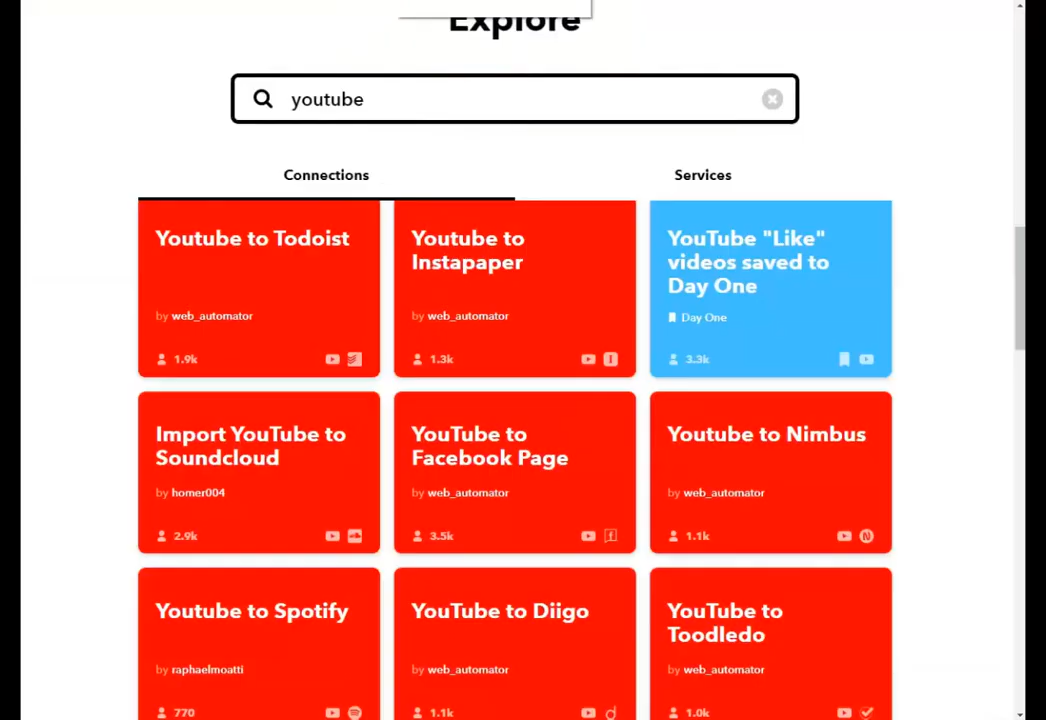 Explore
youtube
Connections
Services
Youtube to Todoist
by web_automator
1.9k
Youtube to
Instapaper
by web_automator
1.3k
YouTube "Like"
videos saved to
Day One
Day One
3.3k
Import YouTube to
Soundcloud
by homer004
2.9k
YouTube to
Facebook Page
by web_automator
3.5k
Youtube to Nimbus
by web_automator
1.1k
Youtube to Spotify
by raphaelmoatti
770
YouTube to Diigo
by web_automator
1.1k
YouTube to
Toodledo
by web_automator
1.0k